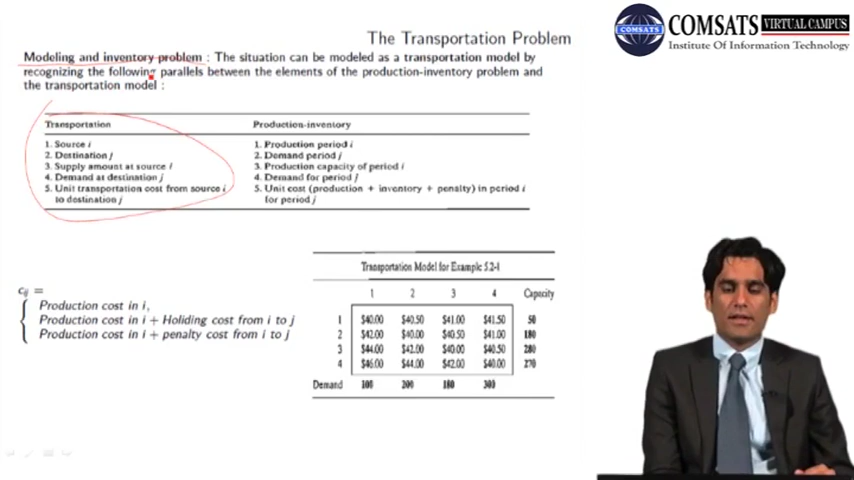 The Transportation Problem
COMSATS VIRTUAL CAMPUS
Institute Of Information Technology
COMSATS
Modeling and inventory problem : The situation can be modeled as a transportation model by
recognizing the following parallels between the elements of the production-inventory problem and
the transportation model :
Transportation Production-inventory
1. Source i 1. Production period i
2. Destination j 2. Demand period j
3. Supply amount at source i 3. Production capacity of period i
4. Demand at destination j 4. Demand for period j
5. Unit transportation cost from source i 5. Unit cost (production + inventory + penalty) in period i
to destination j for period j
Transportation Model for Example 5.2-1
1 2 3 4 Capacity
1 $40.00 $40.50 $41.00 $41.50 50
2 $42.00 $40.00 $40.50 $41.00 180
3 $44.00 $42.00 $40.00 $40.50 280
4 $46.00 $44.00 $42.00 $40.00 270
Demand 100 200 180 300
cij =
Production cost in i,
Production cost in i + Holiding cost from i to j
Production cost in i + penalty cost from i to j